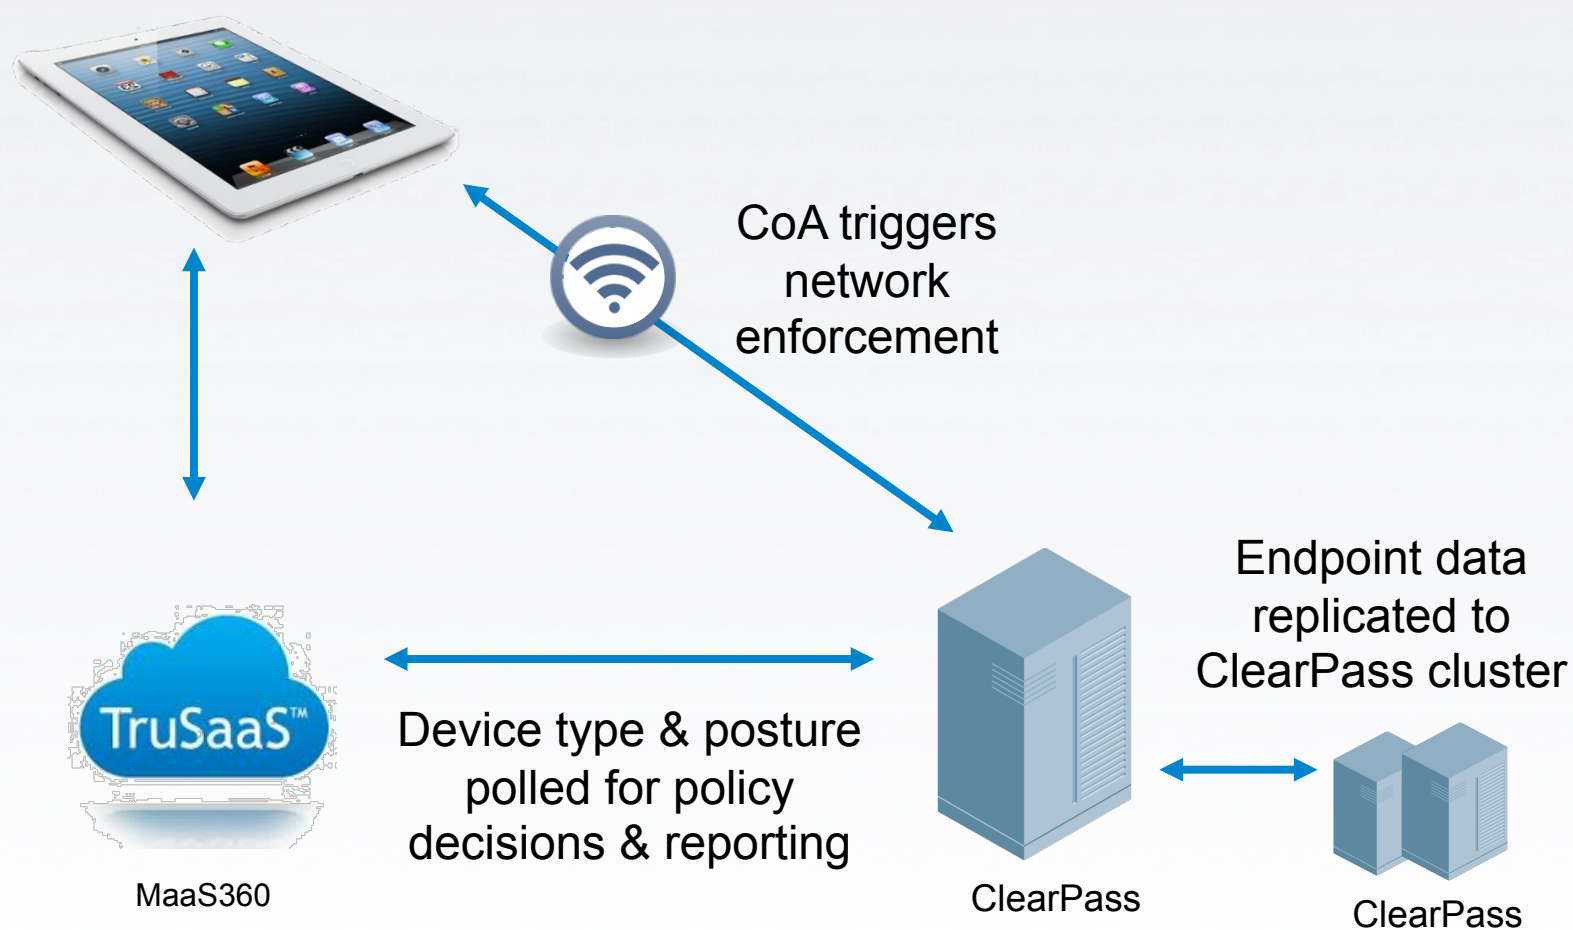 CoA triggers
network
enforcement
Endpoint data
replicated to
ClearPass cluster
TruSaaS™
Device type & posture
polled for policy
decisions & reporting
MaaS360
ClearPass
ClearPass